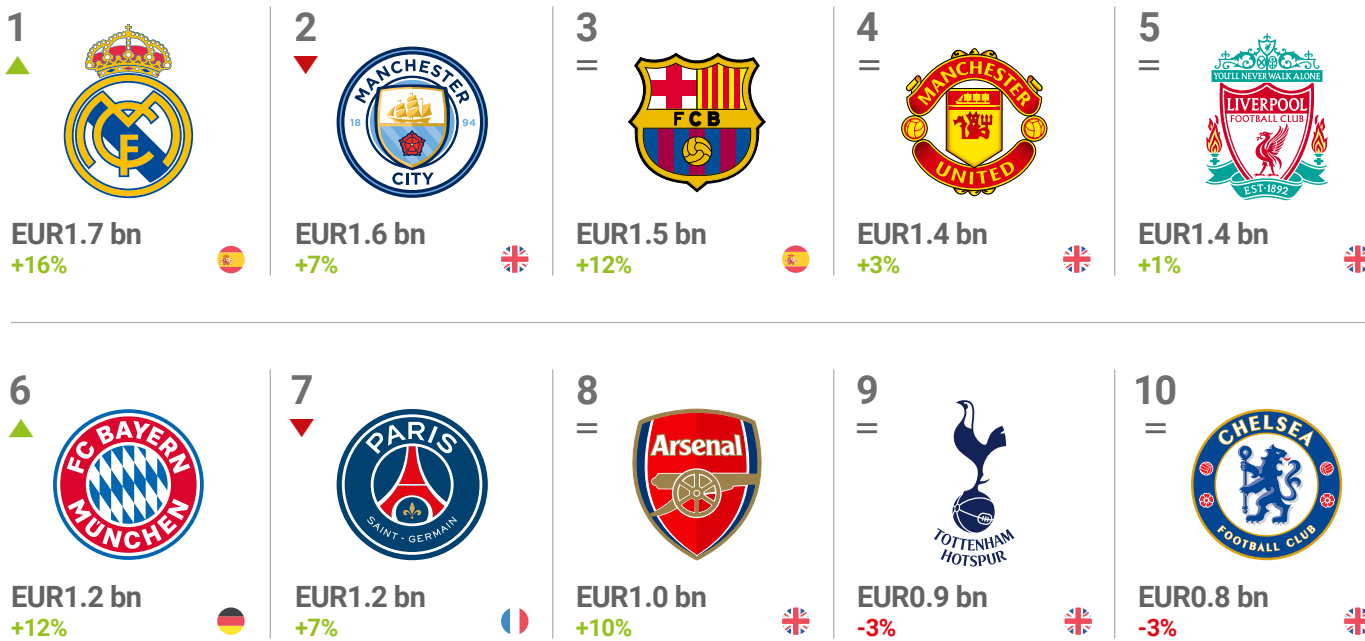 1
2
3
4
5
=
=
=
MANCHESTER
18 94
CITY
FCB
MANCHESTER
UNITED
YOU'LL NEVER WALK ALONE
LIVERPOOL
FOOTBALL CLUB
EST·1892
EUR1.7 bn
+16%
EUR1.6 bn
+7%
EUR1.5 bn
+12%
EUR1.4 bn
+3%
EUR1.4 bn
+1%
6
7
8
9
10
=
=
=
FC BAYERN
MÜNCHEN
PARIS
SAINT - GERMAIN
Arsenal
TOTTENHAM
HOTSPUR
CHELSEA
FOOTBALL CLUB
EUR1.2 bn
+12%
EUR1.2 bn
+7%
EUR1.0 bn
+10%
EUR0.9 bn
-3%
EUR0.8 bn
-3%